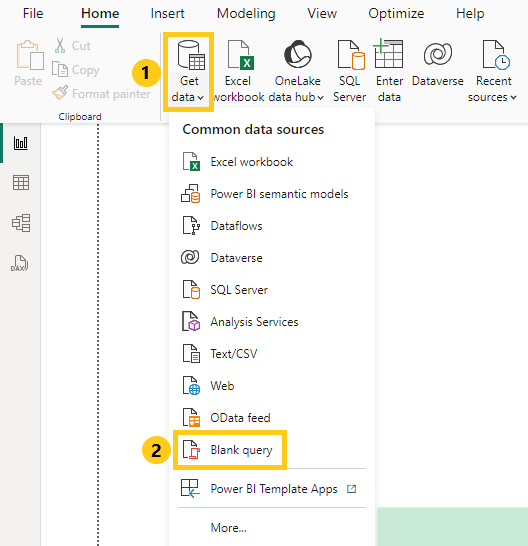 File
Home
Insert
Modeling
View
Optimize
Help
Paste
Cut
Copy
Format painter
Clipboard
1
Get
data
Excel
workbook
OneLake
data hub
SQL
Server
Enter
data
Dataverse
Recent
sources
DAX
Common data sources
Excel workbook
Power BI semantic models
Dataflows
Dataverse
SQL Server
Analysis Services
Text/CSV
Web
OData feed
2
Blank query
Power BI Template Apps
More...